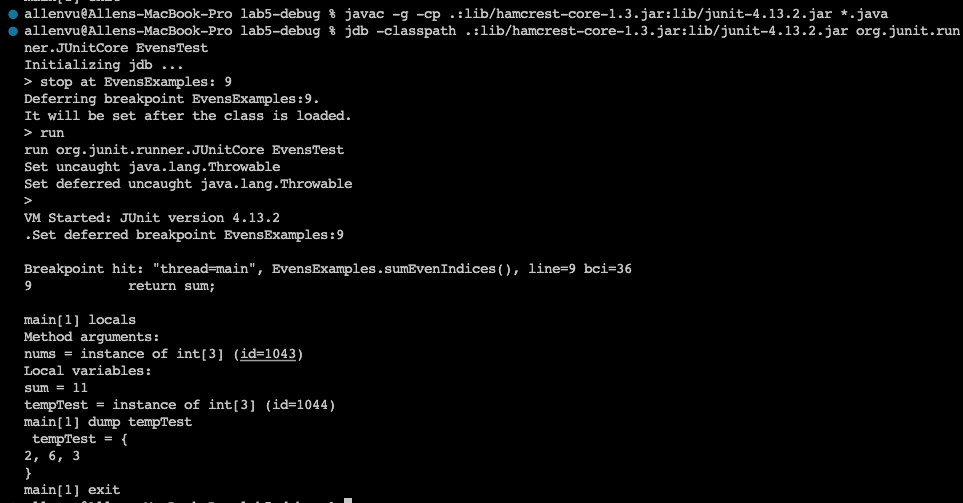 allenvu@Allens-MacBook-Pro lab5-debug % javac -g -cp .:lib/hamcrest-core-1.3.jar:lib/junit-4.13.2.jar *.java
allenvu@Allens-MacBook-Pro lab5-debug % jdb -classpath .:lib/hamcrest-core-1.3.jar:lib/junit-4.13.2.jar org.junit.run
ner.JUnitCore EvensTest
Initializing jdb ...
> stop at EvensExamples: 9
Deferring breakpoint EvensExamples:9.
It will be set after the class is loaded.
> run
run org.junit.runner.JUnitCore EvensTest
Set uncaught java.lang.Throwable
Set deferred uncaught java.lang.Throwable
>
VM Started: JUnit version 4.13.2
.Set deferred breakpoint EvensExamples:9
Breakpoint hit: "thread=main", EvensExamples.sumEvenIndices(), line=9 bci=36
9 return sum;
main[1] locals
Method arguments:
nums = instance of int[3] (id=1043)
Local variables:
sum = 11
tempTest = instance of int[3] (id=1044)
main[1] dump tempTest
tempTest = {
2, 6, 3
}
main[1] exit